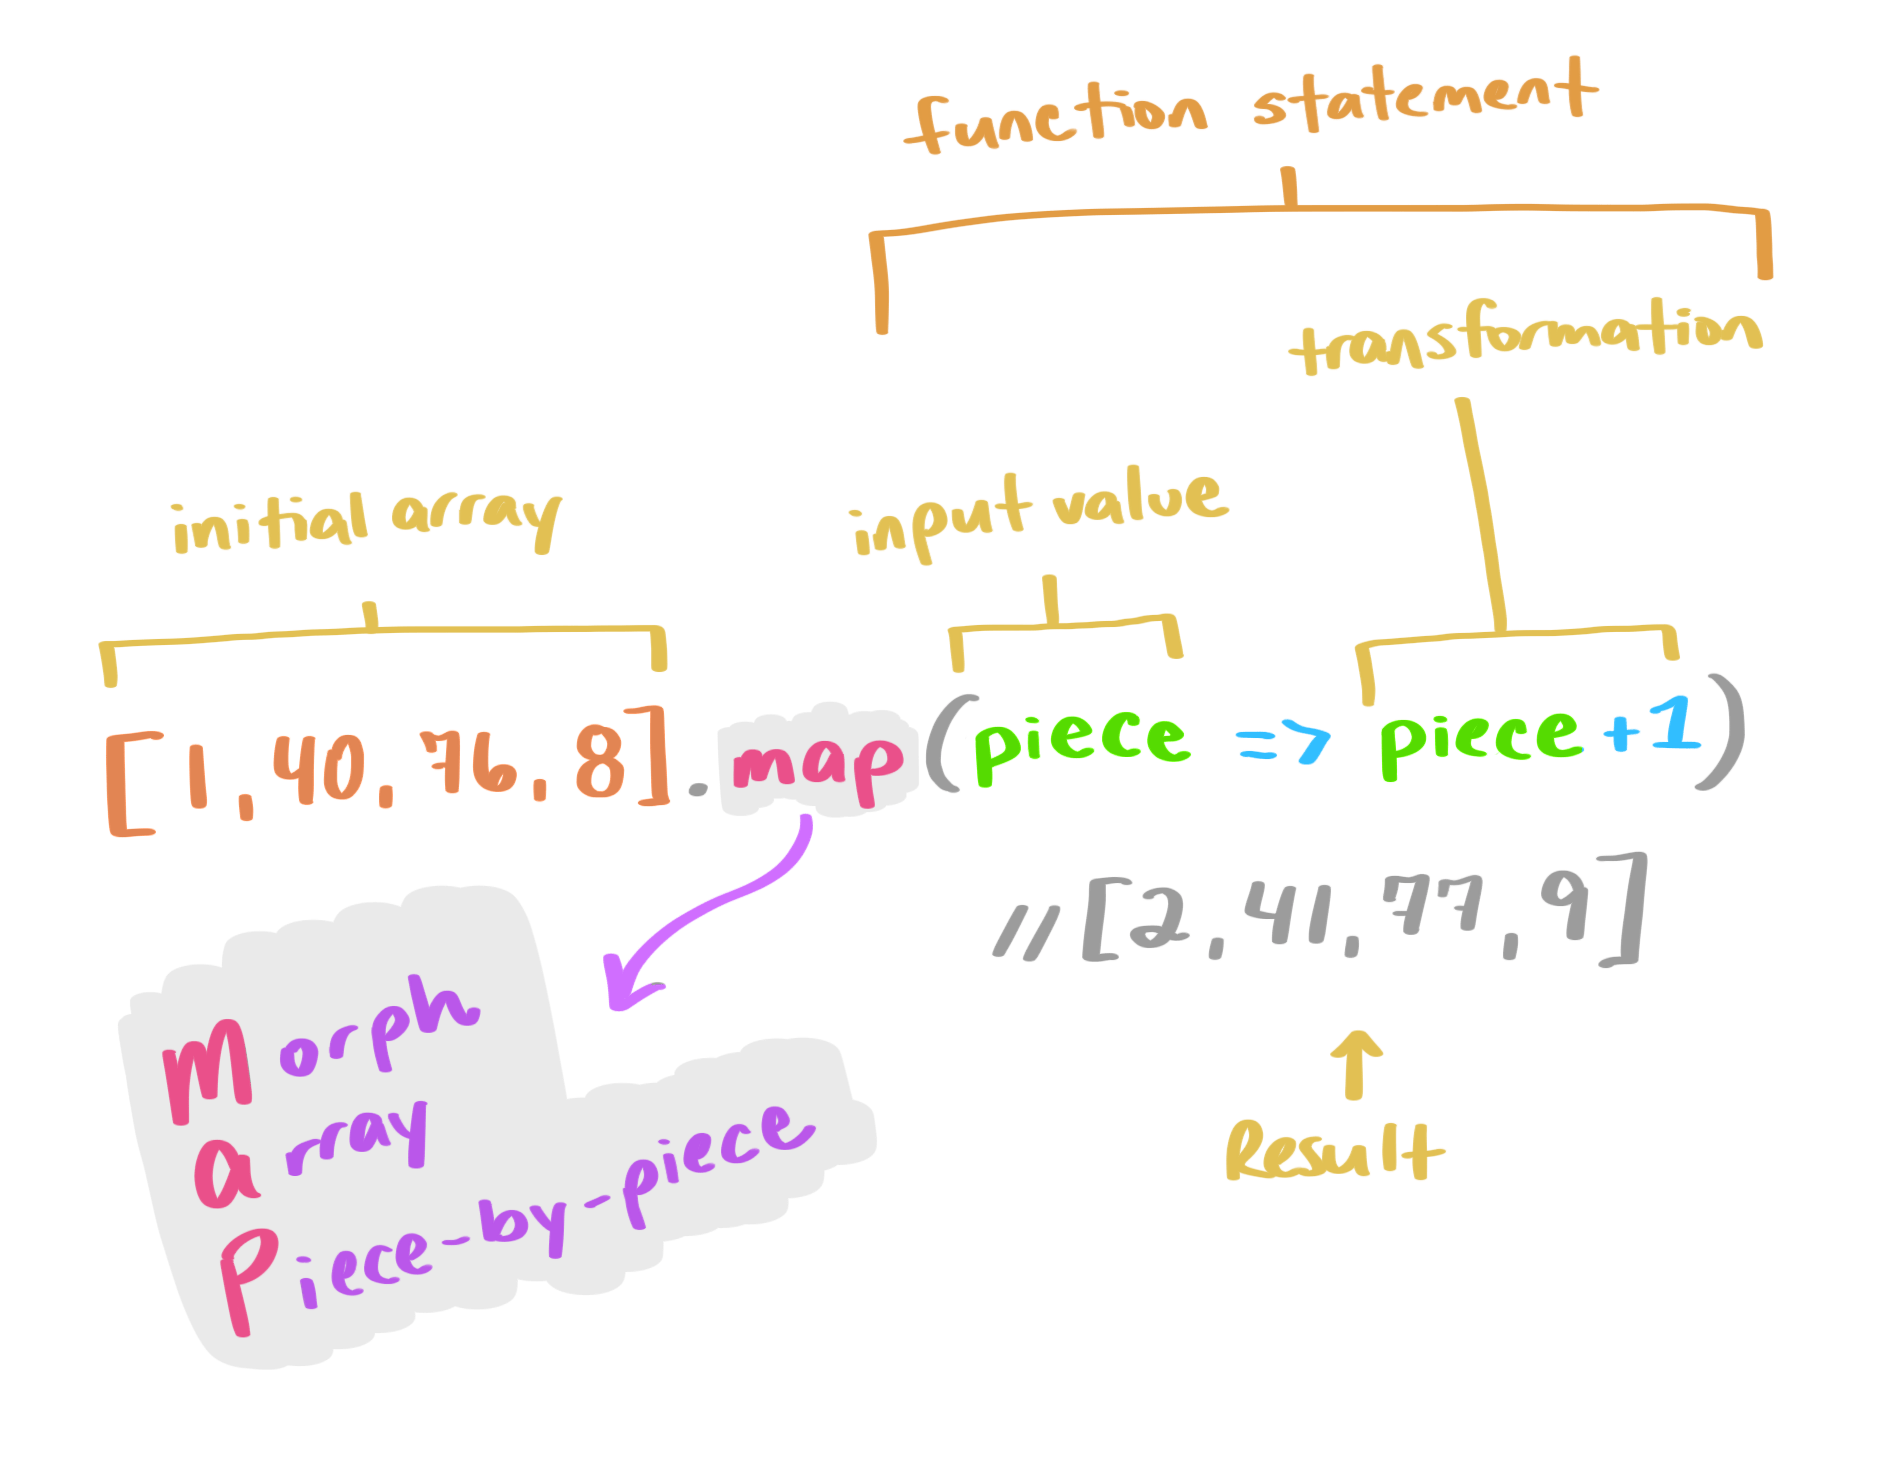 function statement
transformation
initial array
input value
[1,40,76,8].map(piece => piece +1)
//[2,41,77,9]
Morph
array
Piece-by-piece
Result